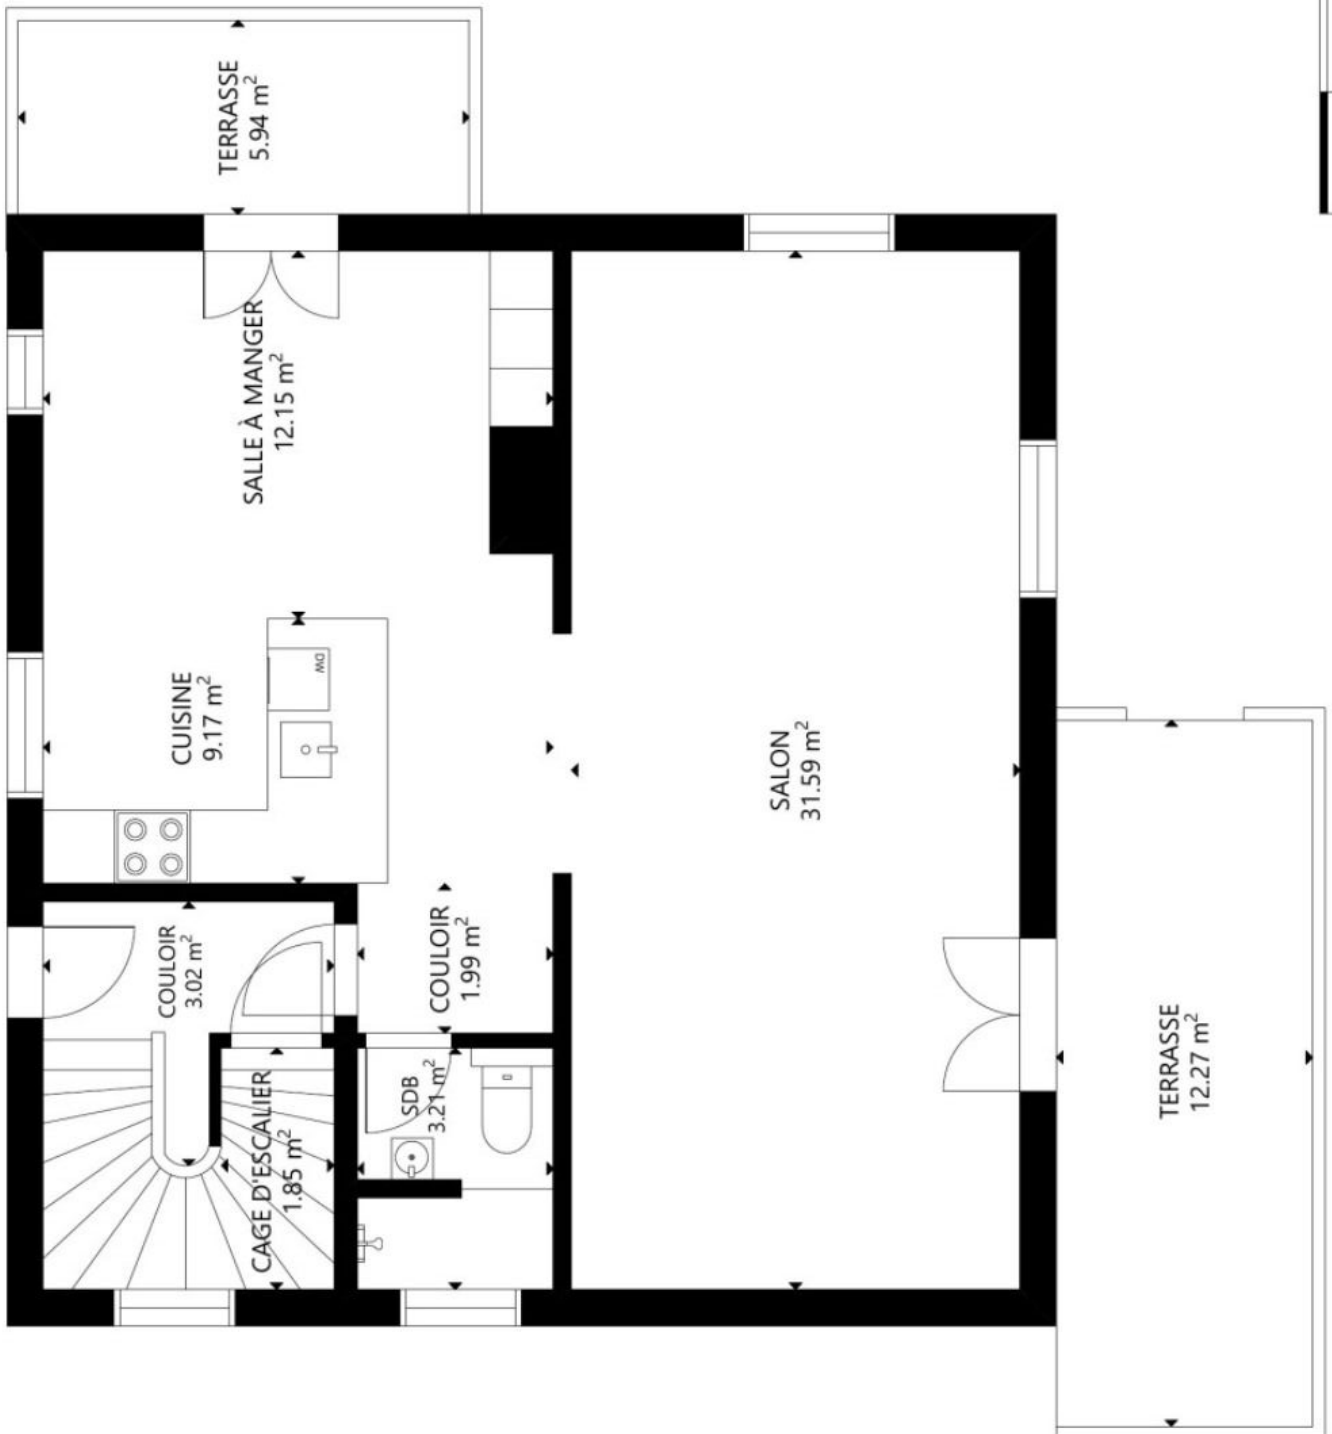 TERRASSE
5.94 m²
SALLE À MANGER
12.15 m²
CUISINE
9.17 m²
DW
SALON
31.59 m²
COULOIR
3.02 m²
COULOIR
1.99 m²
CAGE D'ESCALIER
1.85 m²
SDB
3.21 m²
TERRASSE
12.27 m²